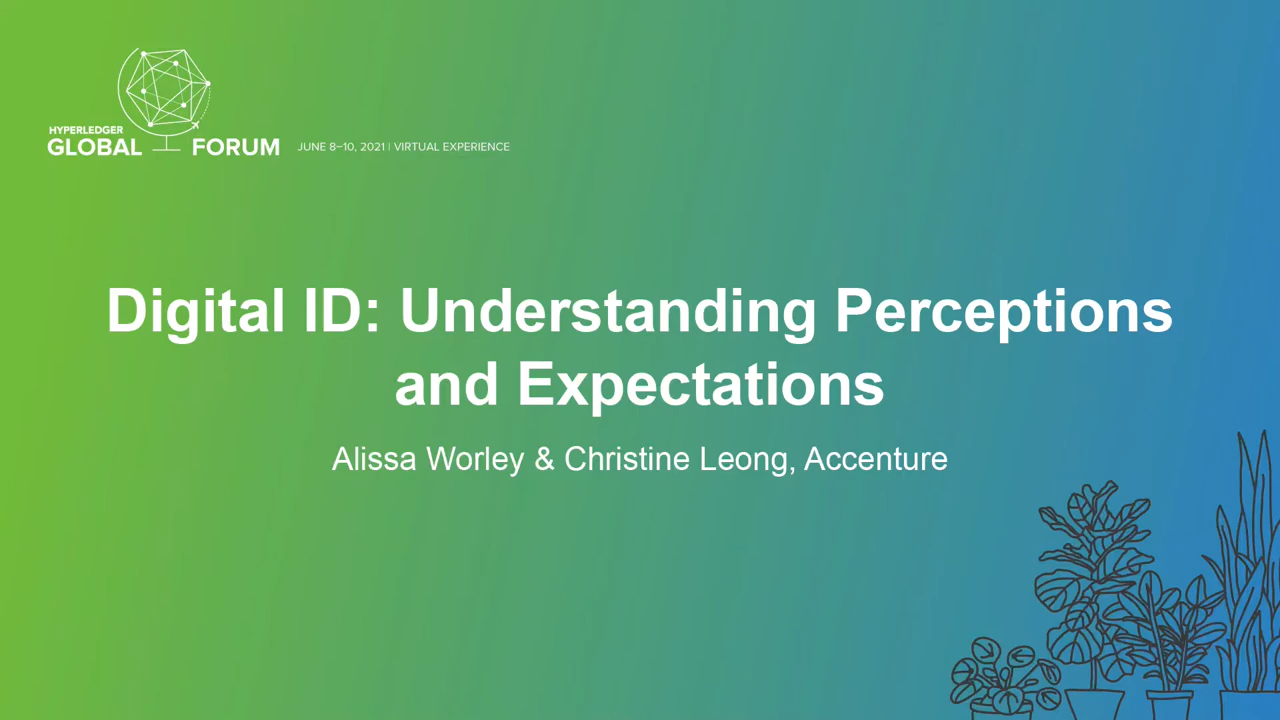 HYPERLEDGER
GLOBAL FORUM
JUNE 8–10, 2021 | VIRTUAL EXPERIENCE
Digital ID: Understanding Perceptions
and Expectations
Alissa Worley & Christine Leong, Accenture